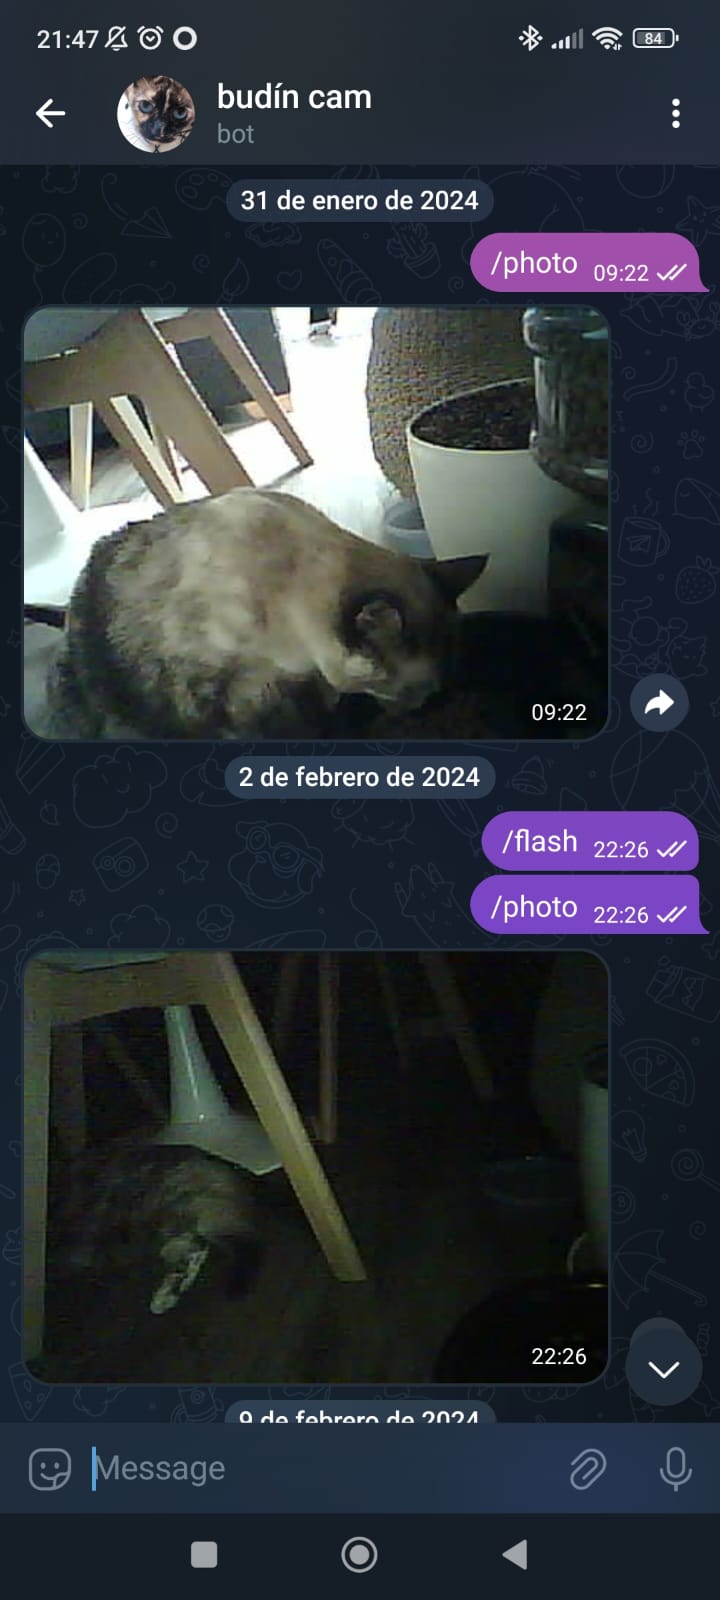 21:47 84
budín cam
bot
31 de enero de 2024
/photo 09:22
09:22
2 de febrero de 2024
/flash 22:26
/photo 22:26
22:26
9 de febrero de 2024
Message